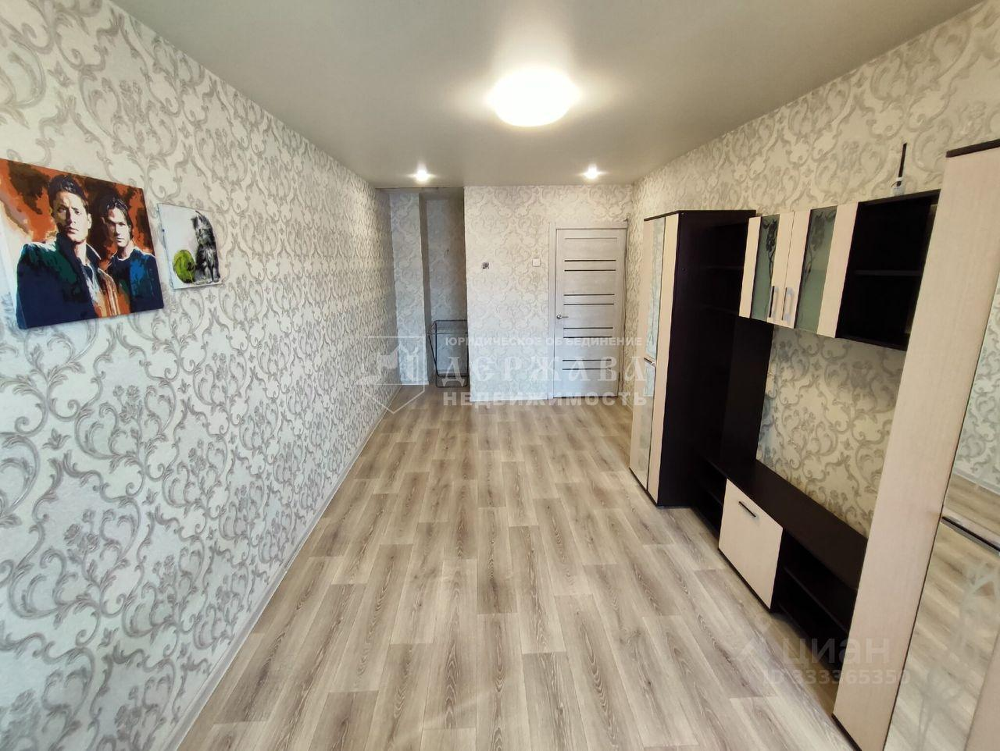 ЮРИДИЧЕСКОЕ ОБЪЕДИНЕНИЕ
ДЕРЖАВА
НЕДВИЖИМОСТЬ
циан
ID 333365350